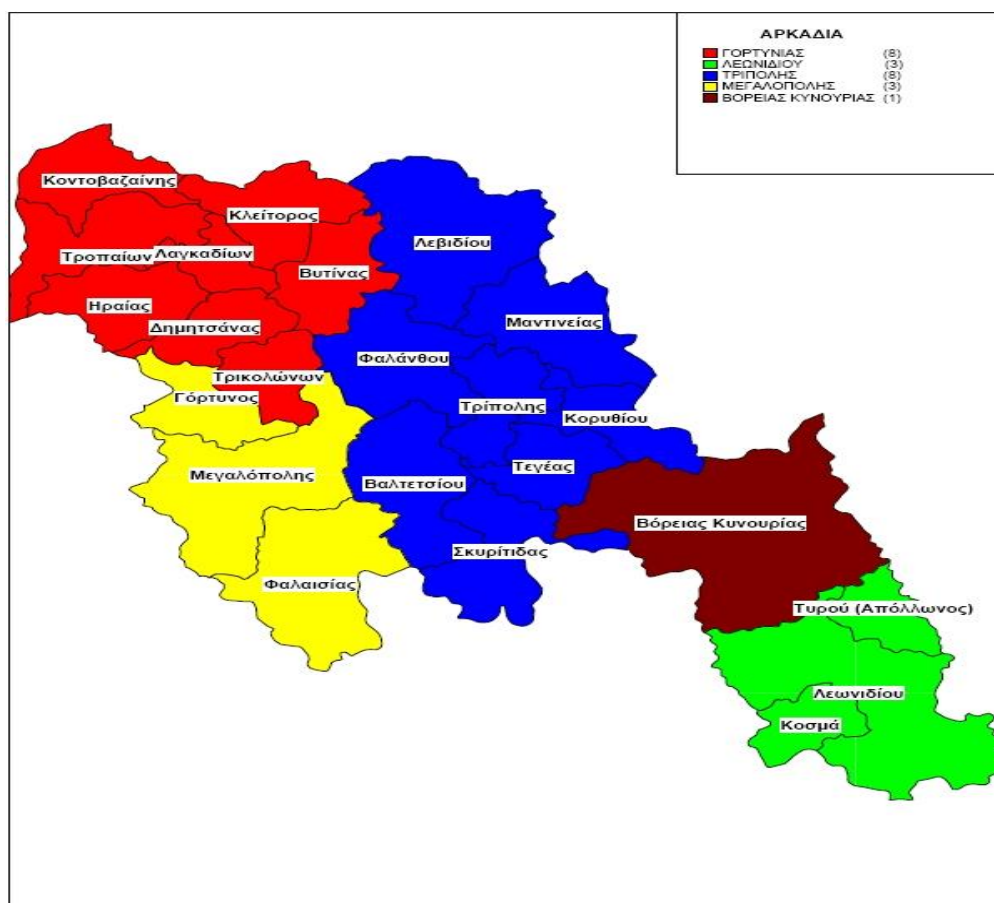 ΑΡΚΑΔΙΑ
ΓΟΡΤΥΝΙΑΣ (8)
ΛΕΩΝΙΔΙΟΥ (3)
ΤΡΙΠΟΛΗΣ (8)
ΜΕΓΑΛΟΠΟΛΗΣ (3)
ΒΟΡΕΙΑΣ ΚΥΝΟΥΡΙΑΣ (1)
Κοντοβαζαίνης
Κλείτορος
Λεβιδίου
Τροπαίων
Λαγκαδίων
Βυτίνας
Ηραίας
Δημητσάνας
Μαντινείας
Φαλάνθου
Τρικολώνων
Γόρτυνος
Τρίπολης
Κορυθίου
Τεγέας
Μεγαλόπολης
Βαλτετσίου
Βόρειας Κυνουρίας
Σκυρίτιδας
Φαλαισίας
Τυρού (Απόλλωνος)
Λεωνιδίου
Κοσμά